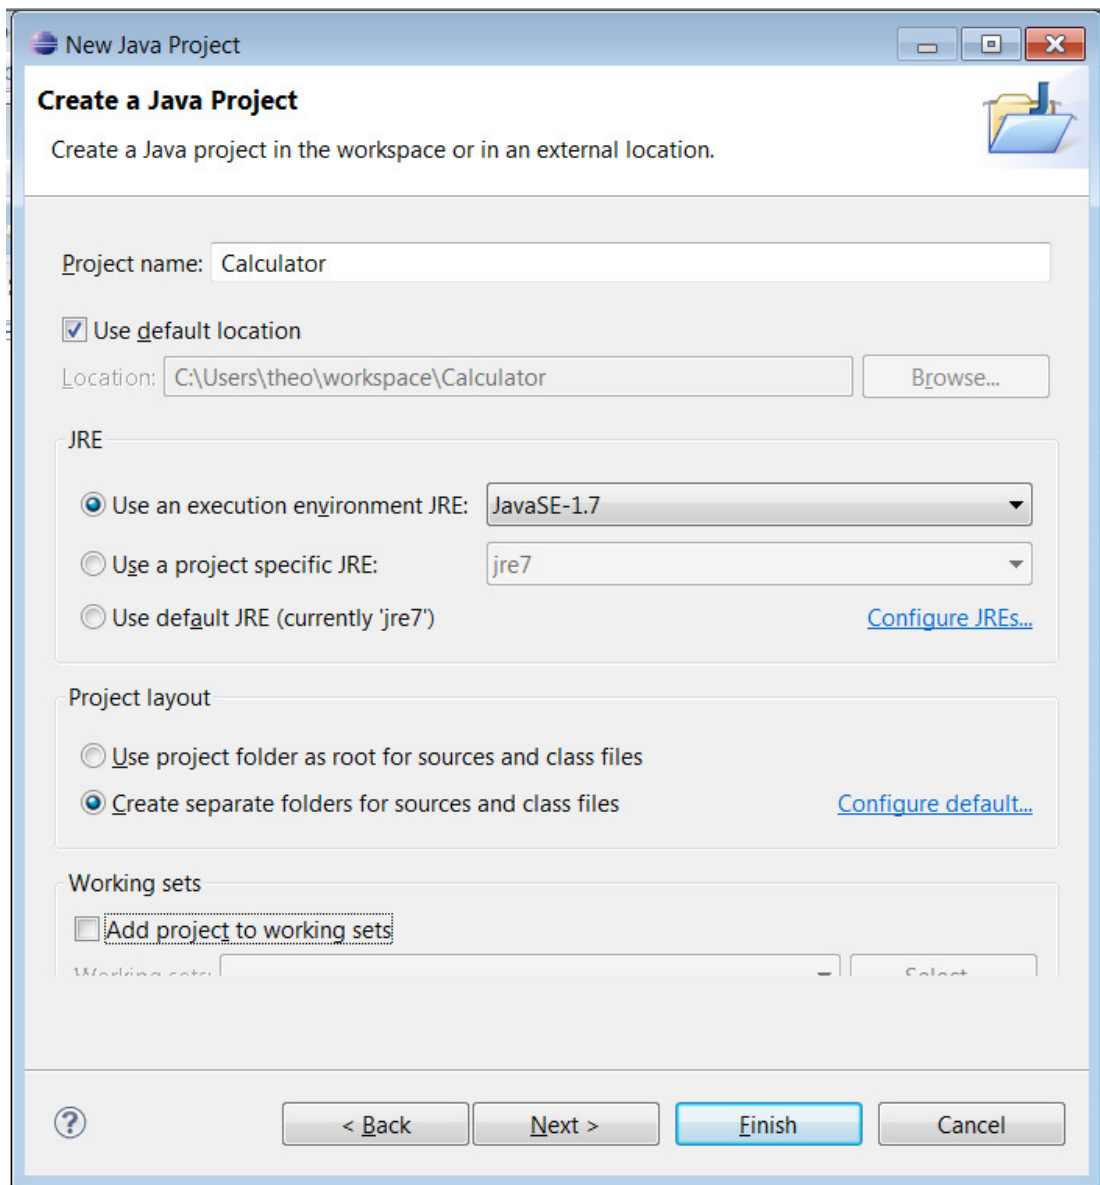 New Java Project
Create a Java Project
Create a Java project in the workspace or in an external location.
Project name: Calculator
Use default location
Location: C:\Users\theo\workspace\Calculator Browse...
JRE
Use an execution environment JRE: JavaSE-1.7
Use a project specific JRE: jre7
Use default JRE (currently 'jre7') Configure JREs...
Project layout
Use project folder as root for sources and class files
Create separate folders for sources and class files Configure default...
Working sets
Add project to working sets
Working sets: Select...
< Back Next > Finish Cancel